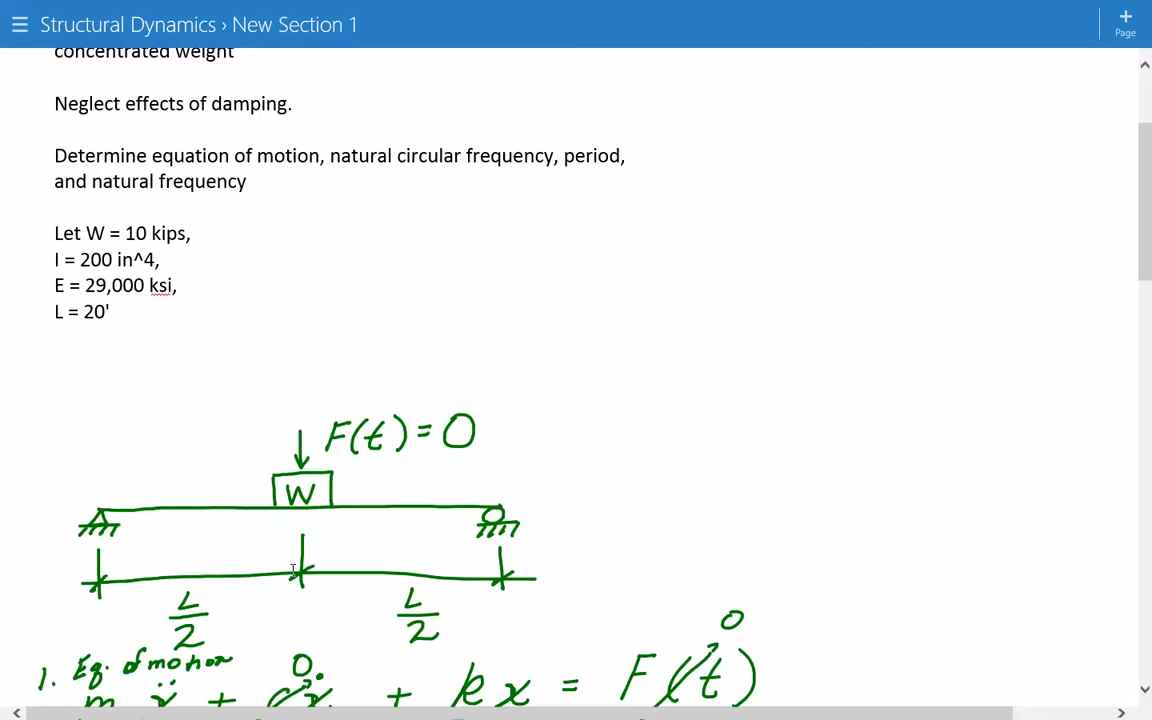 ☰ Structural Dynamics › New Section 1
+
Page
concentrated weight
Neglect effects of damping.
Determine equation of motion, natural circular frequency, period,
and natural frequency
Let W = 10 kips,
I = 200 in^4,
E = 29,000 ksi,
L = 20'
F(t) = 0
W
L/2 L/2
1. Eq. of motion 0 0
m ẍ + c ẋ + k x = F(t)